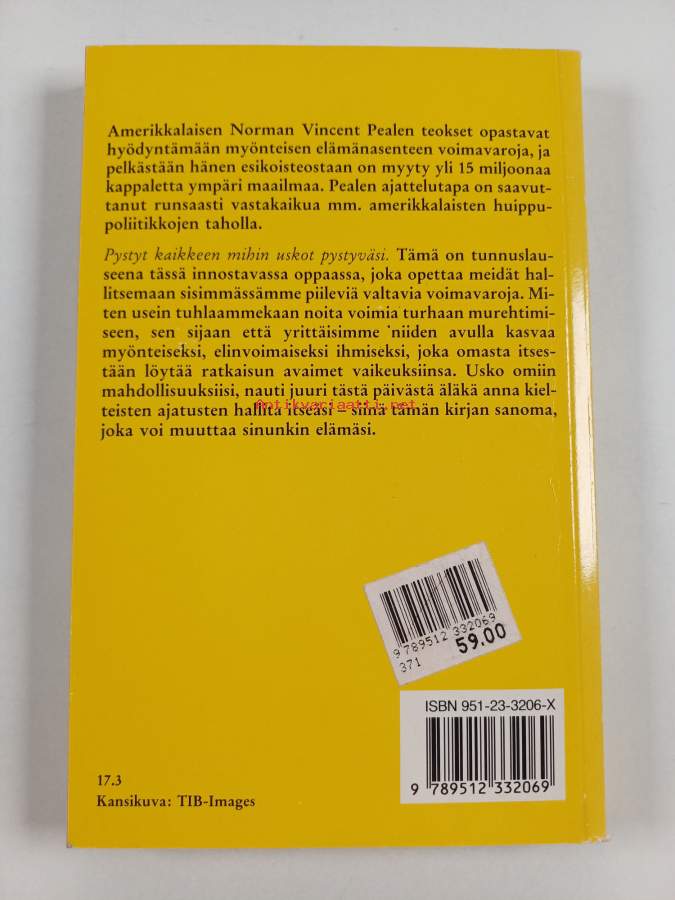 Amerikkalaisen Norman Vincent Pealen teokset opastavat
hyödyntämään myönteisen elämänasenteen voimavaroja, ja
pelkästään hänen esikoisteostaan on myyty yli 15 miljoonaa
kappaletta ympäri maailmaa. Pealen ajattelutapa on saavut-
tanut runsaasti vastakaikua mm. amerikkalaisten huippu-
poliitikkojen taholla.
Pystyt kaikkeen mihin uskot pystyväsi. Tämä on tunnuslau-
seena tässä innostavassa oppaassa, joka opettaa meidät hal-
litsemaan sisimmässämme piileviä valtavia voimavaroja. Mi-
ten usein tuhlaammekaan noita voimia turhaan murehtimi-
seen, sen sijaan että yrittäisimme niiden avulla kasvaa
myönteiseksi, elinvoimaiseksi ihmiseksi, joka omasta itses-
tään löytää ratkaisun avaimet vaikeuksiinsa. Usko omiin
mahdollisuuksiisi, nauti juuri tästä päivästä äläkä anna kiel-
teisten ajatusten hallita itseäsi – siinä tämän kirjan sanoma,
joka voi muuttaa sinunkin elämäsi.
Antikvariaatti.net
9 789512 332069
371 59.00
ISBN 951-23-3206-X
9 789512 332069
17.3
Kansikuva: TIB-Images